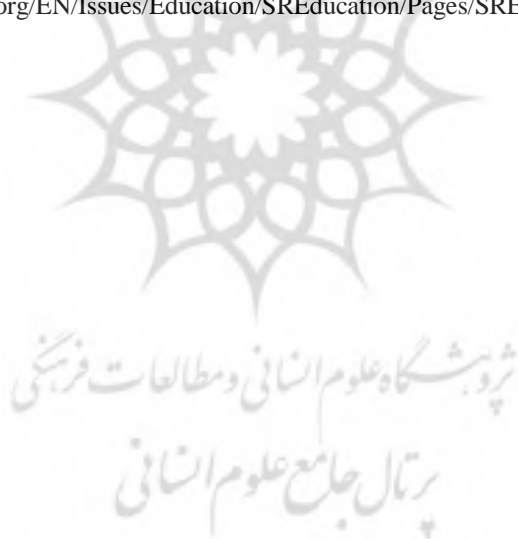 org/EN/Issues/Education/SREducation/Pages/SRE
پژوهشگاه علوم انسانی و مطالعات فرهنگی
پرتال جامع علوم انسانی